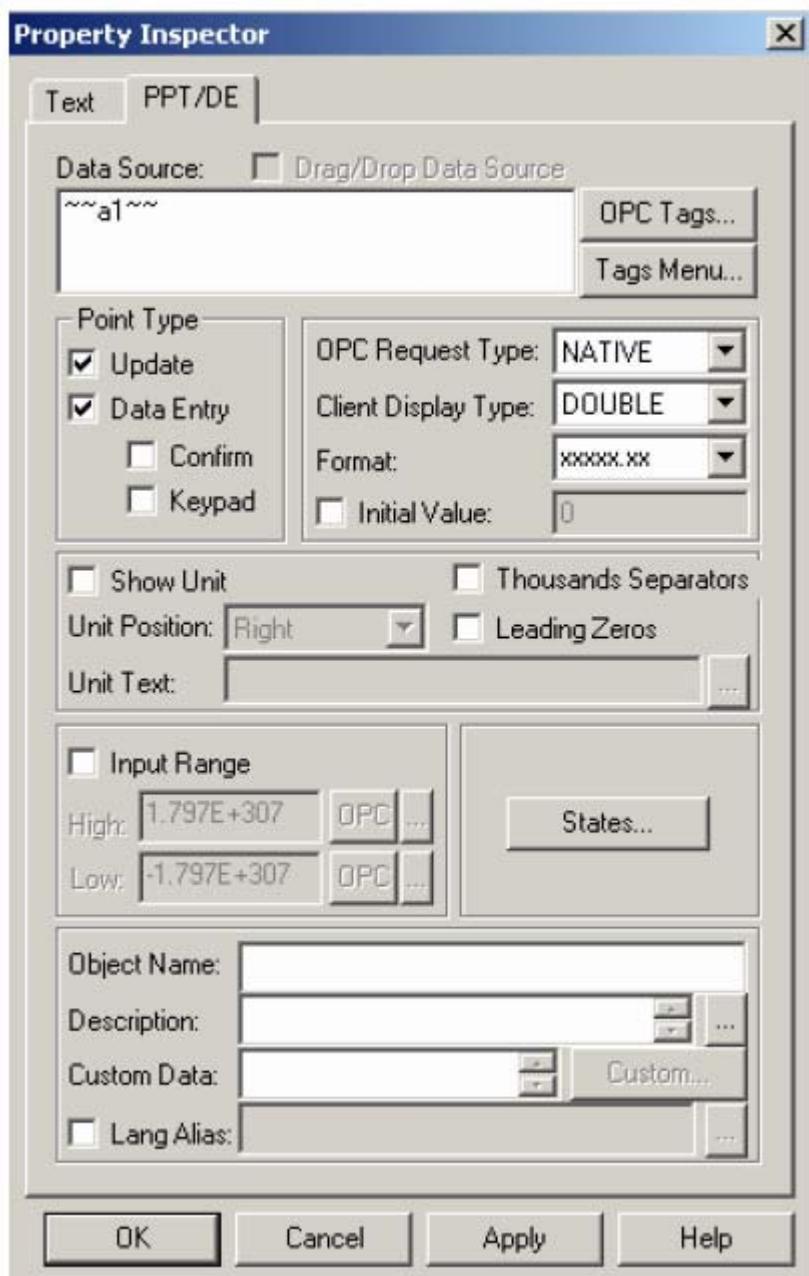 Property Inspector
Text PPT/DE
Data Source: Drag/Drop Data Source
~~a1~~
OPC Tags...
Tags Menu...
Point Type
Update
Data Entry
Confirm
Keypad
OPC Request Type: NATIVE
Client Display Type: DOUBLE
Format: xxxxx.xx
Initial Value: 0
Show Unit Thousands Separators
Unit Position: Right Leading Zeros
Unit Text: ...
Input Range
High: 1.797E+307 OPC ...
Low: -1.797E+307 OPC ...
States...
Object Name:
Description: ...
Custom Data: Custom...
Lang Alias: ...
OK Cancel Apply Help